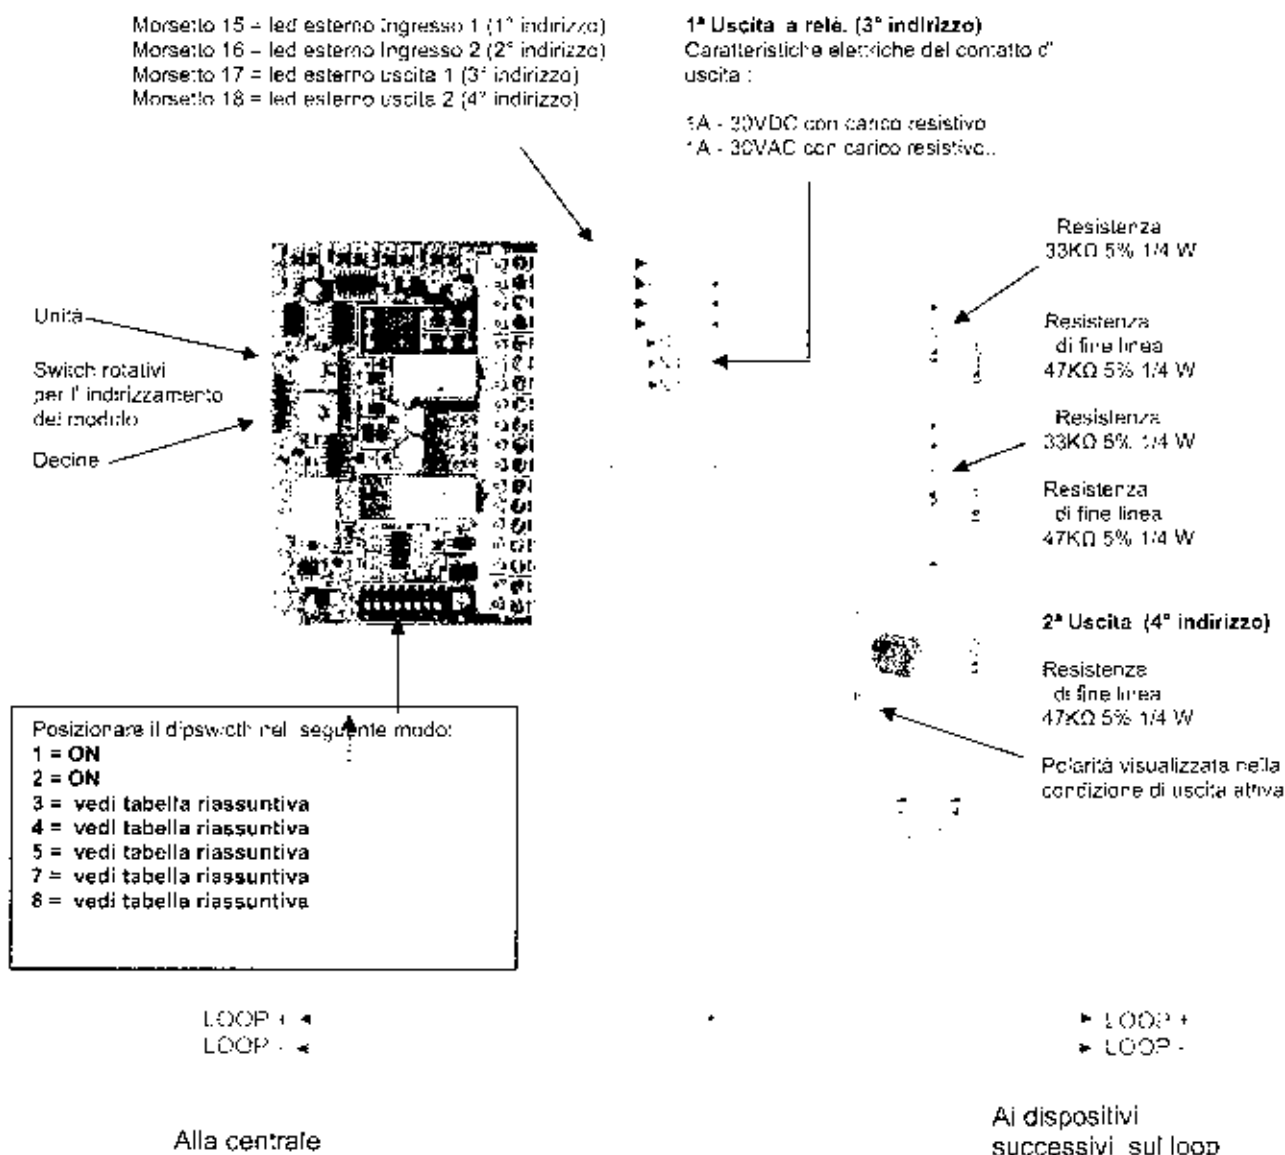 Morsetto 15 = led esterno Ingresso 1 (1° indirizzo)
Morsetto 16 = led esterno Ingresso 2 (2° indirizzo)
Morsetto 17 = led esterno uscita 1 (3° indirizzo)
Morsetto 18 = led esterno uscita 2 (4° indirizzo)
1ª Uscita a relè. (3° indirizzo)
Caratteristiche elettriche del contatto d'
uscita :
1A - 30VDC con carico resistivo
1A - 30VAC con carico resistivo..
Resistenza
33KΩ 5% 1/4 W
Unità
Resistenza
di fine linea
47KΩ 5% 1/4 W
Switch rotativi
per l' indirizzamento
del modulo
Resistenza
33KΩ 5% 1/4 W
Decine
Resistenza
di fine linea
47KΩ 5% 1/4 W
2ª Uscita (4° indirizzo)
Resistenza
di fine linea
47KΩ 5% 1/4 W
Posizionare il dipswicth nel seguente modo:
1 = ON
2 = ON
3 = vedi tabella riassuntiva
4 = vedi tabella riassuntiva
5 = vedi tabella riassuntiva
7 = vedi tabella riassuntiva
8 = vedi tabella riassuntiva
Polarità visualizzata nella
condizione di uscita attiva
LOOP +
LOOP -
LOOP +
LOOP -
Alla centrale
Ai dispositivi
successivi sul loop